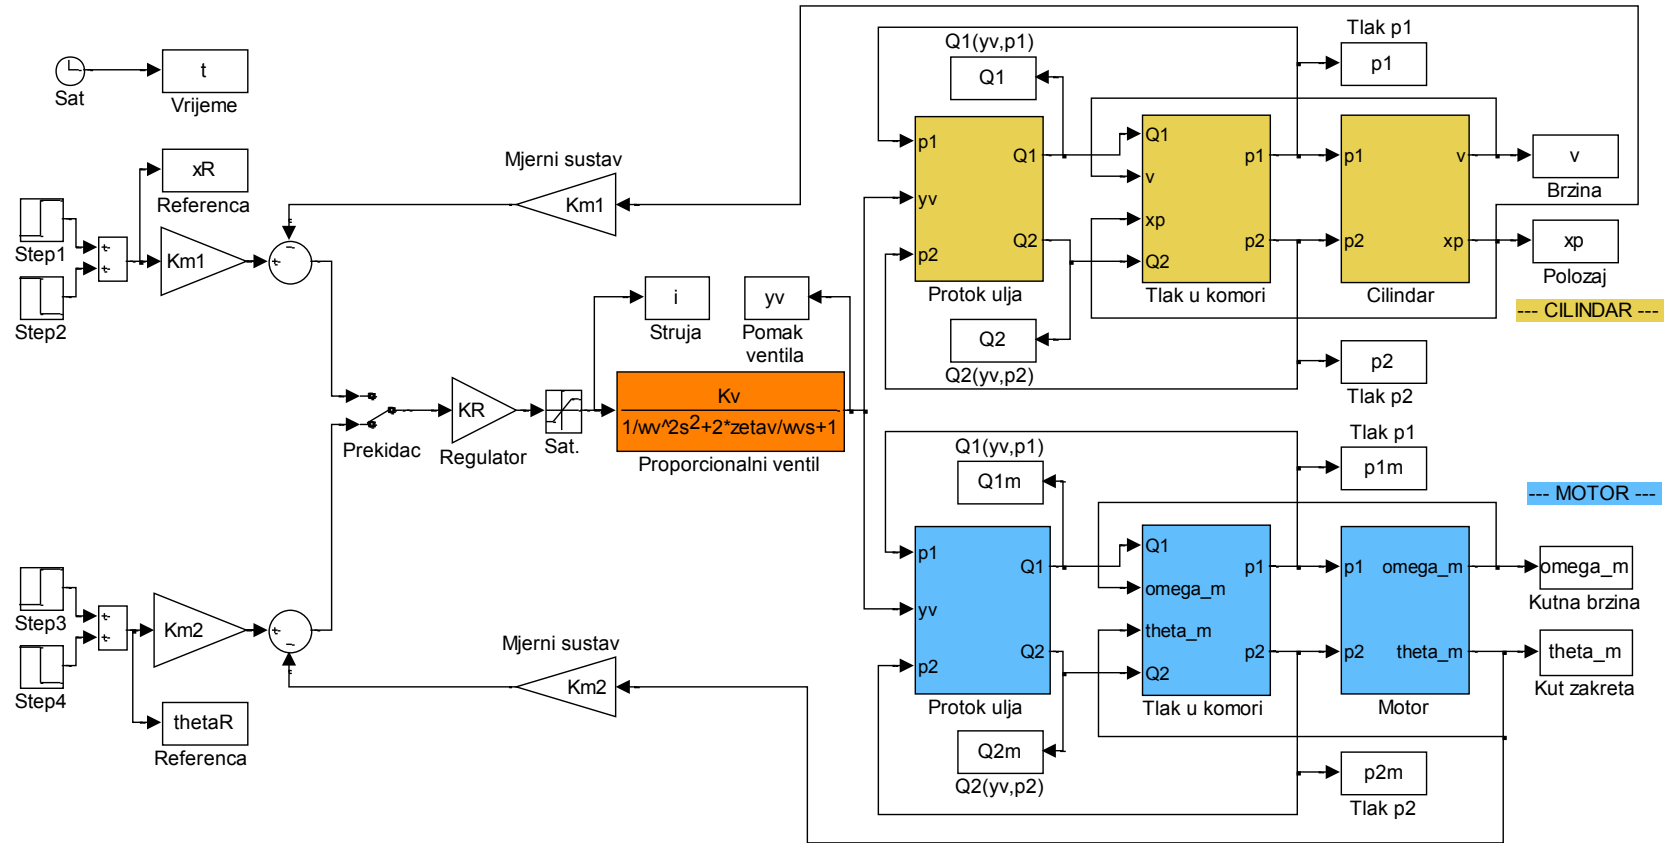 Sat
t
Vrijeme
xR
Referenca
Step1
Step2
Km1
Mjerni sustav
Km1
Prekidac
KR
Regulator
Sat.
i
Struja
yv
Pomak
ventila
Kv
1/wv^2s2+2*zetav/wvs+1
Proporcionalni ventil
Q1(yv,p1)
Q1
p1
yv
p2
Q1
Q2
Protok ulja
Q2
Q2(yv,p2)
Q1
v
xp
Q2
p1
p2
Tlak u komori
Tlak p1
p1
p1
p2
v
xp
Cilindar
v
Brzina
xp
Polozaj
--- CILINDAR ---
p2
Tlak p2
Step3
Step4
Km2
thetaR
Referenca
Mjerni sustav
Km2
Q1(yv,p1)
Q1m
p1
yv
p2
Q1
Q2
Protok ulja
Q2m
Q2(yv,p2)
Q1
omega_m
theta_m
Q2
p1
p2
Tlak u komori
Tlak p1
p1m
p1
p2
omega_m
theta_m
Motor
--- MOTOR ---
omega_m
Kutna brzina
theta_m
Kut zakreta
p2m
Tlak p2